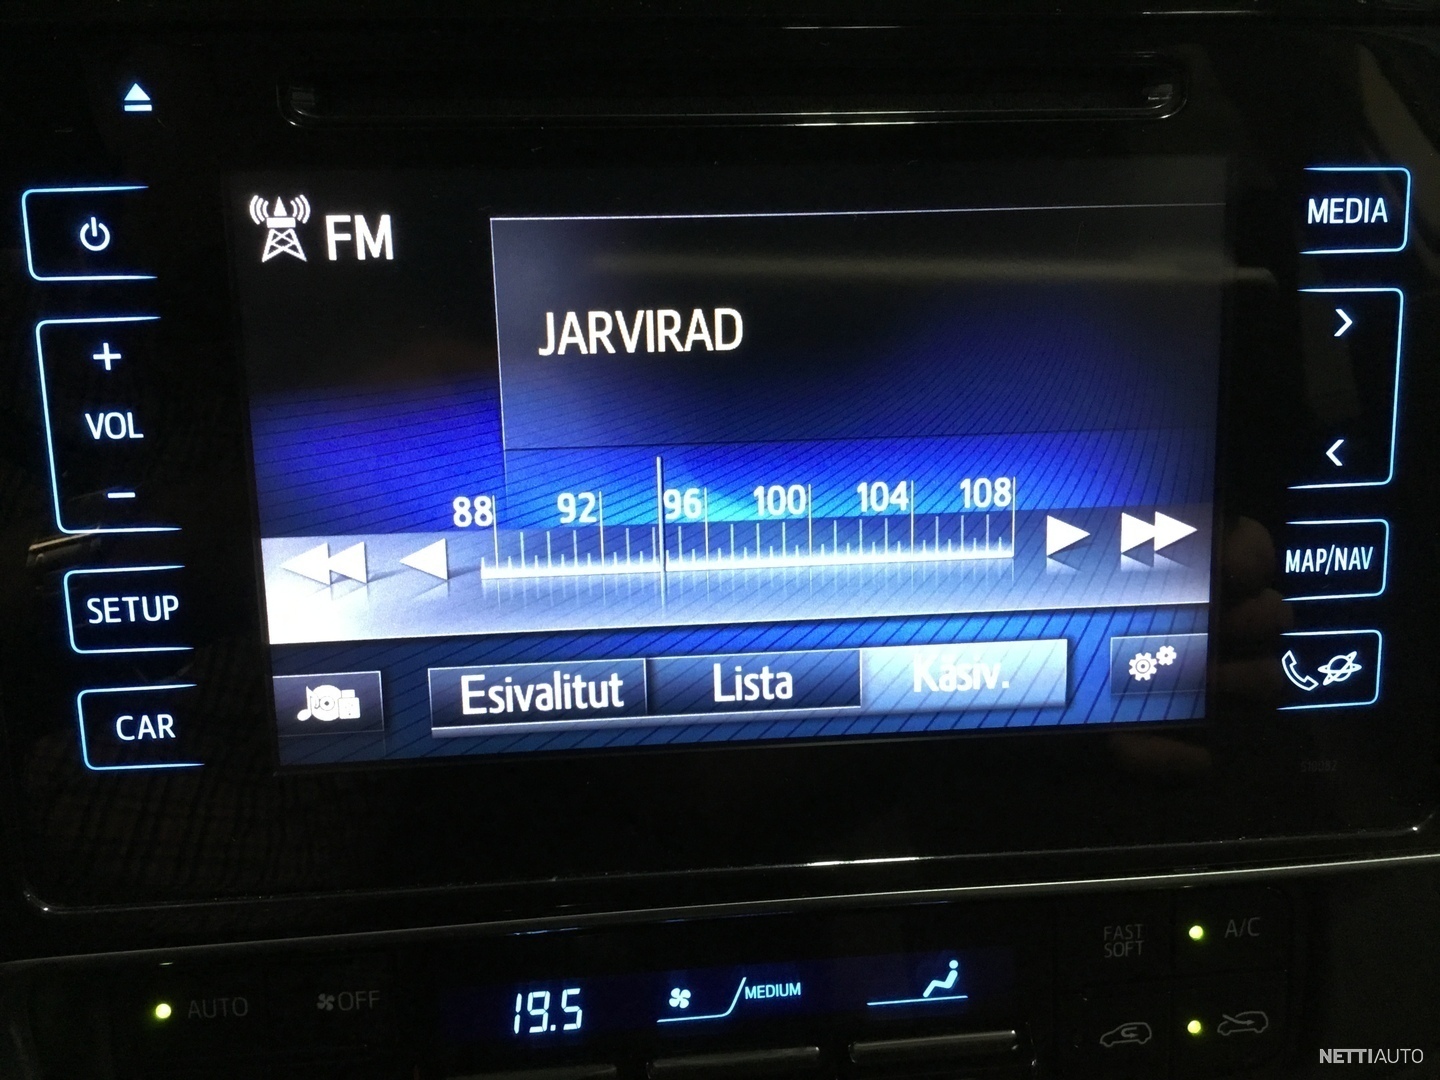 FM
MEDIA
JARVIRAD
+
VOL
−
88 92 96 100 104 108
SETUP
MAP/NAV
Esivalitut Lista Käsiv.
CAR
FAST
SOFT
A/C
AUTO
OFF
19.5
MEDIUM
NETTIAUTO